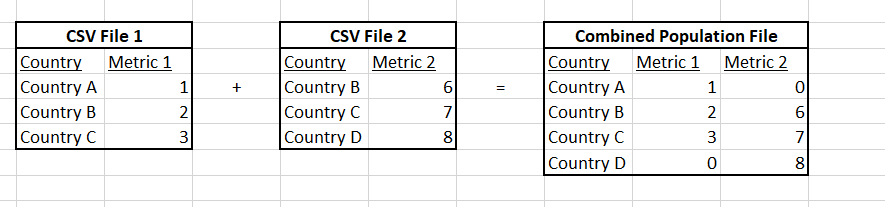 CSV File 1 CSV File 2 Combined Population File
Country Metric 1 Country Metric 2 Country Metric 1 Metric 2
Country A 1 + Country B 6 = Country A 1 0
Country B 2 Country C 7 Country B 2 6
Country C 3 Country D 8 Country C 3 7
Country D 0 8